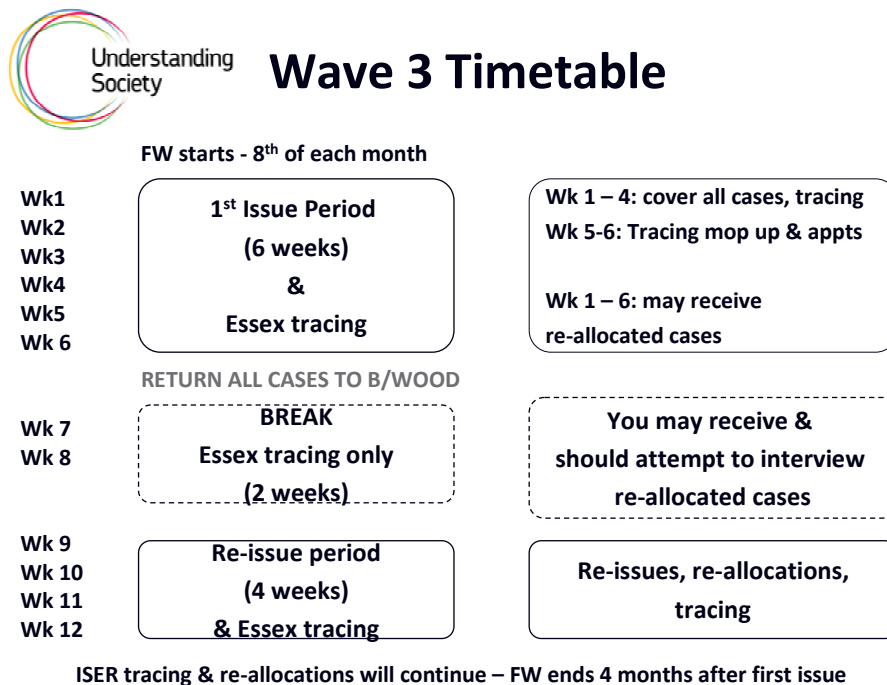 Understanding
Society
Wave 3 Timetable
FW starts - 8th of each month
Wk1
Wk2
Wk3
Wk4
Wk5
Wk 6
1st Issue Period
(6 weeks)
&
Essex tracing
Wk 1 – 4: cover all cases, tracing
Wk 5-6: Tracing mop up & appts
Wk 1 – 6: may receive
re-allocated cases
RETURN ALL CASES TO B/WOOD
Wk 7
Wk 8
BREAK
Essex tracing only
(2 weeks)
You may receive &
should attempt to interview
re-allocated cases
Wk 9
Wk 10
Wk 11
Wk 12
Re-issue period
(4 weeks)
& Essex tracing
Re-issues, re-allocations,
tracing
ISER tracing & re-allocations will continue – FW ends 4 months after first issue